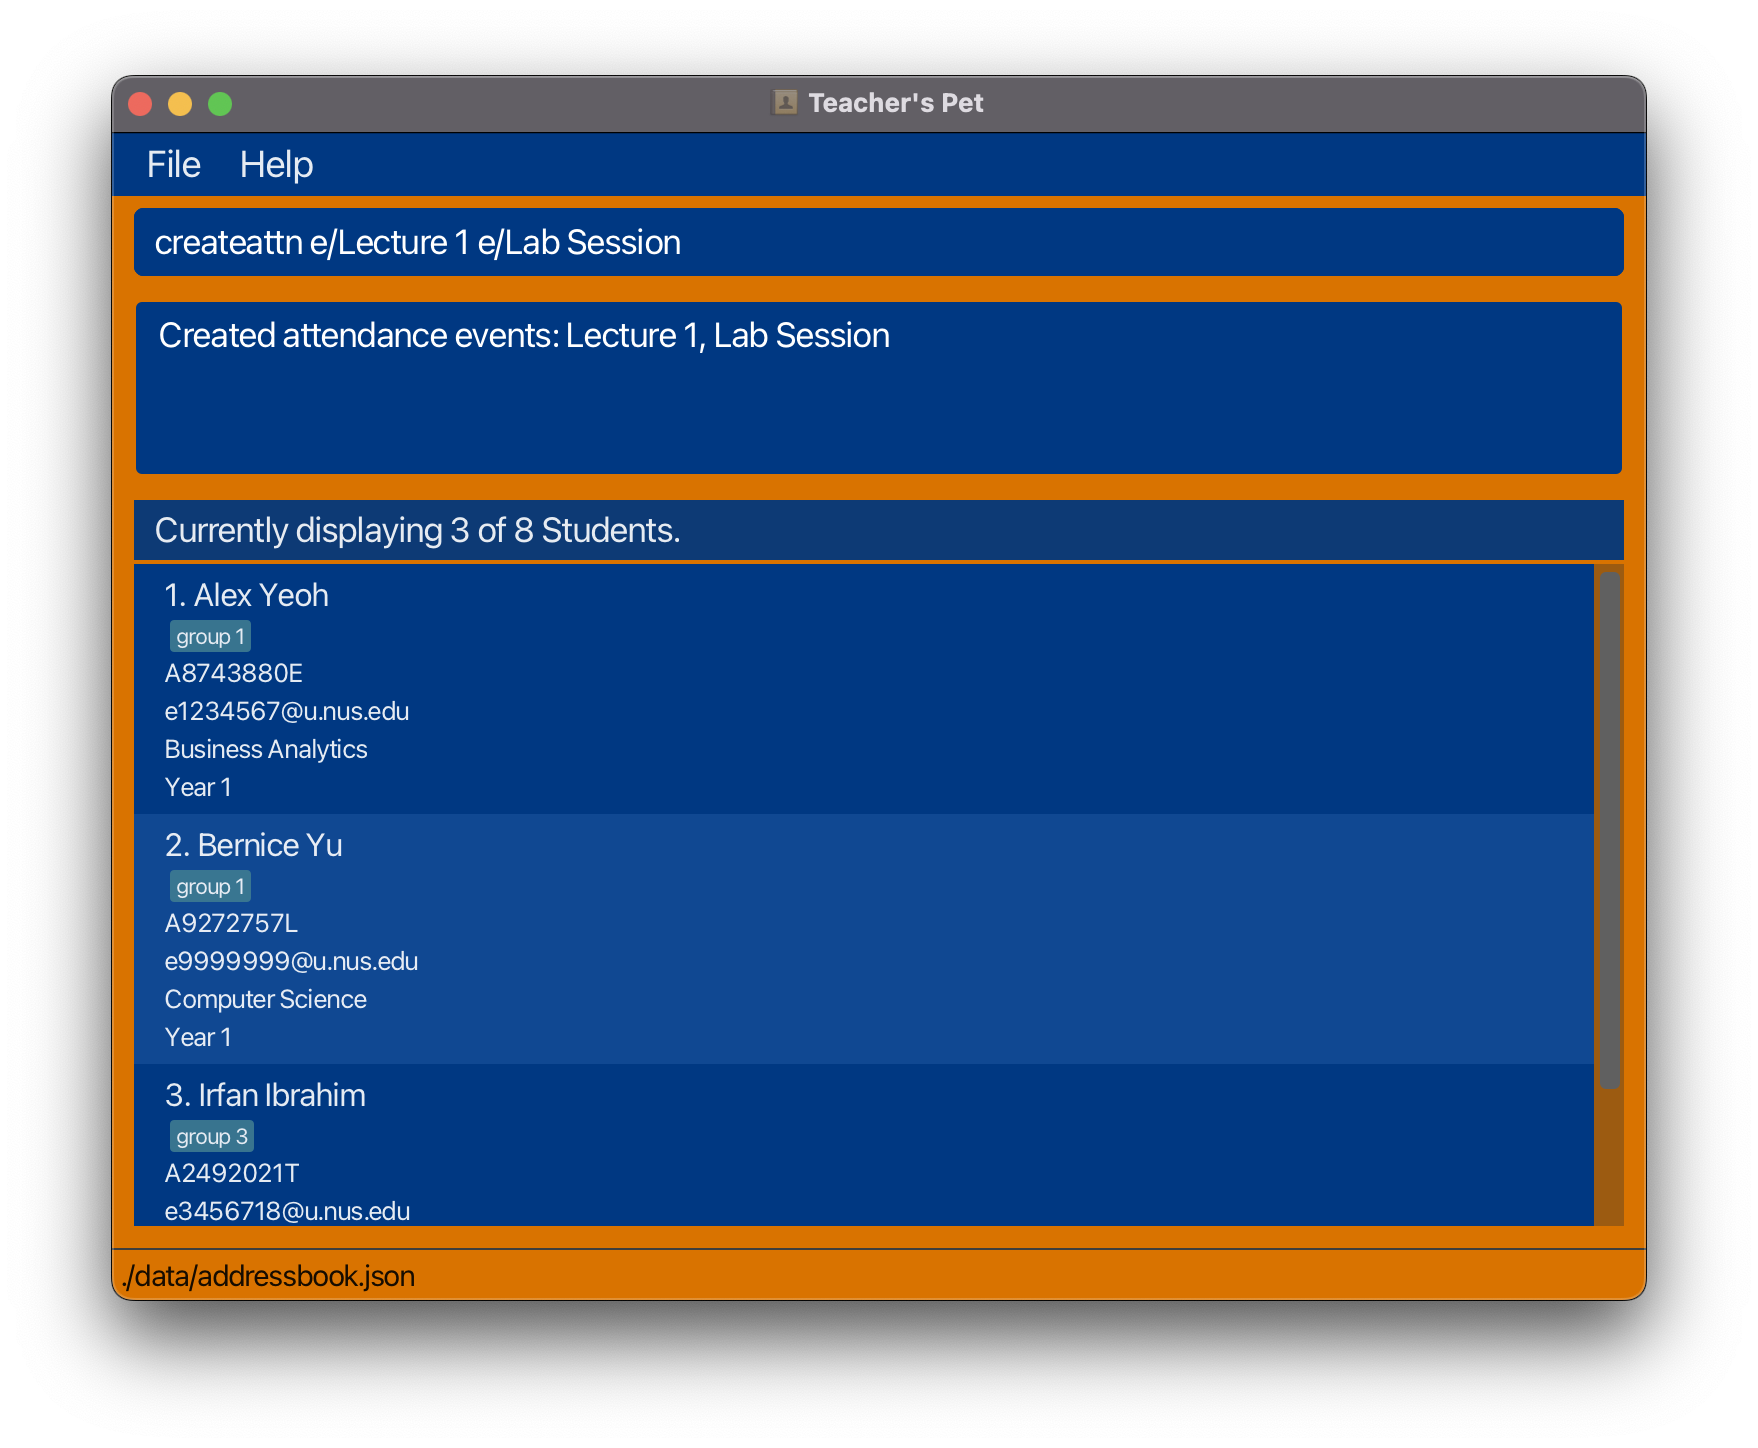 Teacher's Pet
File Help
createattn e/Lecture 1 e/Lab Session
Created attendance events: Lecture 1, Lab Session
Currently displaying 3 of 8 Students.
1. Alex Yeoh
group 1
A8743880E
e1234567@u.nus.edu
Business Analytics
Year 1
2. Bernice Yu
group 1
A9272757L
e9999999@u.nus.edu
Computer Science
Year 1
3. Irfan Ibrahim
group 3
A2492021T
e3456718@u.nus.edu
./data/addressbook.json